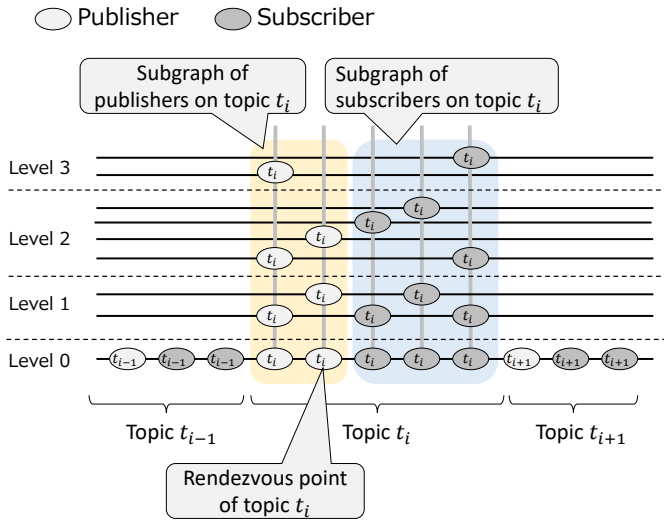 Publisher Subscriber
Subgraph of
publishers on topic tᵢ
Subgraph of
subscribers on topic tᵢ
Level 3
tᵢ
tᵢ
Level 2
tᵢ
tᵢ
tᵢ
tᵢ tᵢ
Level 1
tᵢ tᵢ
tᵢ tᵢ tᵢ
Level 0 tᵢ₋₁ tᵢ₋₁ tᵢ₋₁ tᵢ tᵢ tᵢ tᵢ tᵢ tᵢ₊₁ tᵢ₊₁ tᵢ₊₁
Topic tᵢ₋₁ Topic tᵢ Topic tᵢ₊₁
Rendezvous point
of topic tᵢ